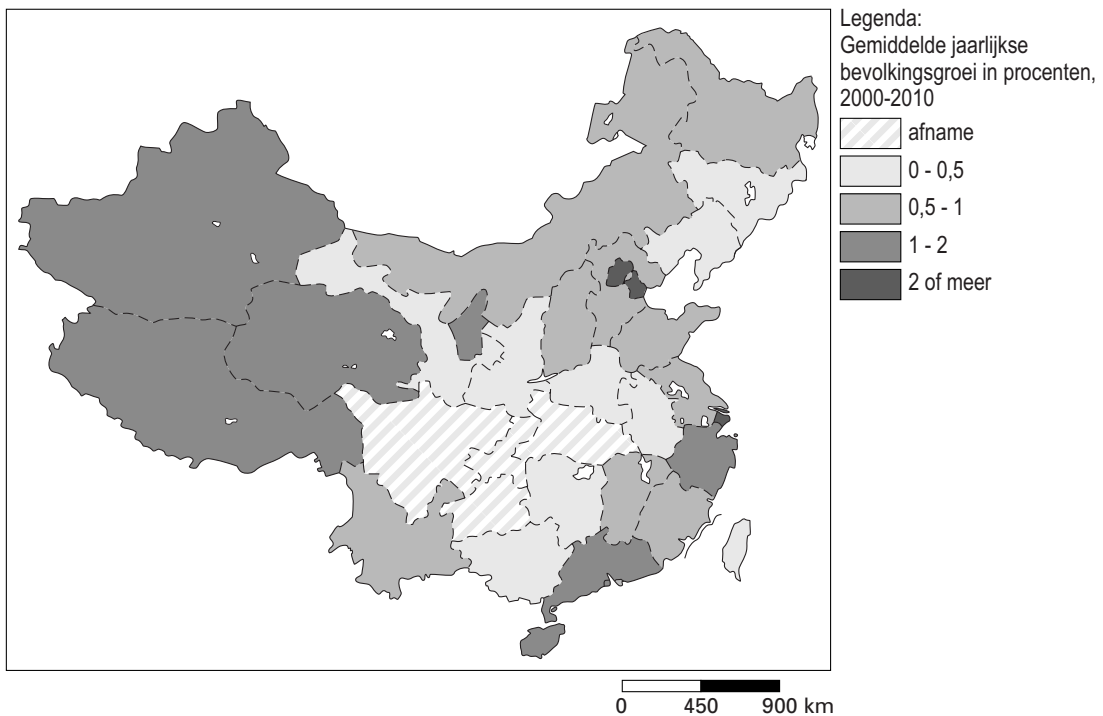 Legenda:
Gemiddelde jaarlijkse
bevolkingsgroei in procenten,
2000-2010
afname
0 - 0,5
0,5 - 1
1 - 2
2 of meer
0 450 900 km